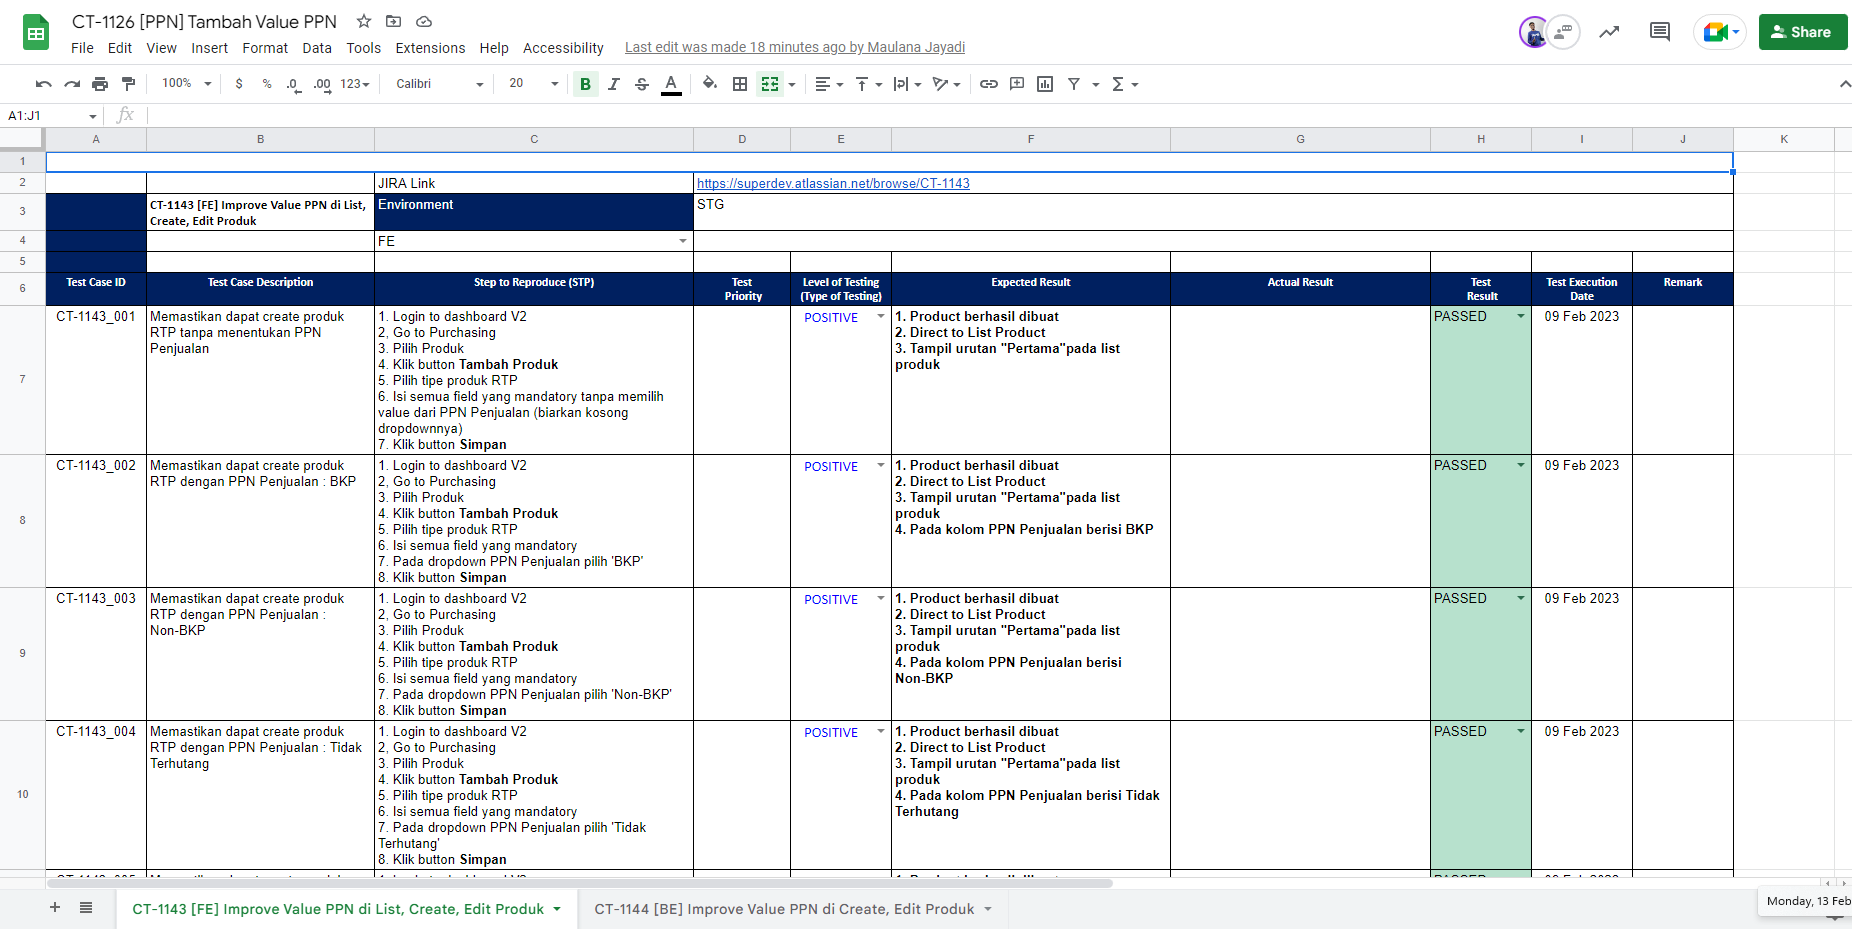 CT-1126 [PPN] Tambah Value PPN
File Edit View Insert Format Data Tools Extensions Help Accessibility Last edit was made 18 minutes ago by Maulana Jayadi
Share
100% $ % .0 .00 123 Calibri 20 B I S A
A1:J1 fx
A B C D E F G H I J K
1
2 JIRA Link https://superdev.atlassian.net/browse/CT-1143
3 CT-1143 [FE] Improve Value PPN di List, Create, Edit Produk Environment STG
4 FE
5
6 Test Case ID Test Case Description Step to Reproduce (STP) Test Priority Level of Testing (Type of Testing) Expected Result Actual Result Test Result Test Execution Date Remark
7
CT-1143_001
Memastikan dapat create produk
RTP tanpa menentukan PPN
Penjualan
1. Login to dashboard V2
2, Go to Purchasing
3. Pilih Produk
4. Klik button Tambah Produk
5. Pilih tipe produk RTP
6. Isi semua field yang mandatory tanpa memilih
value dari PPN Penjualan (biarkan kosong
dropdownnya)
7. Klik button Simpan
POSITIVE
1. Product berhasil dibuat
2. Direct to List Product
3. Tampil urutan "Pertama"pada list
produk
PASSED
09 Feb 2023
8
CT-1143_002
Memastikan dapat create produk
RTP dengan PPN Penjualan : BKP
1. Login to dashboard V2
2, Go to Purchasing
3. Pilih Produk
4. Klik button Tambah Produk
5. Pilih tipe produk RTP
6. Isi semua field yang mandatory
7. Pada dropdown PPN Penjualan pilih 'BKP'
8. Klik button Simpan
POSITIVE
1. Product berhasil dibuat
2. Direct to List Product
3. Tampil urutan "Pertama"pada list
produk
4. Pada kolom PPN Penjualan berisi BKP
PASSED
09 Feb 2023
9
CT-1143_003
Memastikan dapat create produk
RTP dengan PPN Penjualan :
Non-BKP
1. Login to dashboard V2
2, Go to Purchasing
3. Pilih Produk
4. Klik button Tambah Produk
5. Pilih tipe produk RTP
6. Isi semua field yang mandatory
7. Pada dropdown PPN Penjualan pilih 'Non-BKP'
8. Klik button Simpan
POSITIVE
1. Product berhasil dibuat
2. Direct to List Product
3. Tampil urutan "Pertama"pada list
produk
4. Pada kolom PPN Penjualan berisi
Non-BKP
PASSED
09 Feb 2023
10
CT-1143_004
Memastikan dapat create produk
RTP dengan PPN Penjualan : Tidak
Terhutang
1. Login to dashboard V2
2, Go to Purchasing
3. Pilih Produk
4. Klik button Tambah Produk
5. Pilih tipe produk RTP
6. Isi semua field yang mandatory
7. Pada dropdown PPN Penjualan pilih 'Tidak
Terhutang'
8. Klik button Simpan
POSITIVE
1. Product berhasil dibuat
2. Direct to List Product
3. Tampil urutan "Pertama"pada list
produk
4. Pada kolom PPN Penjualan berisi Tidak
Terhutang
PASSED
09 Feb 2023
CT-1143 [FE] Improve Value PPN di List, Create, Edit Produk CT-1144 [BE] Improve Value PPN di Create, Edit Produk
Monday, 13 Feb